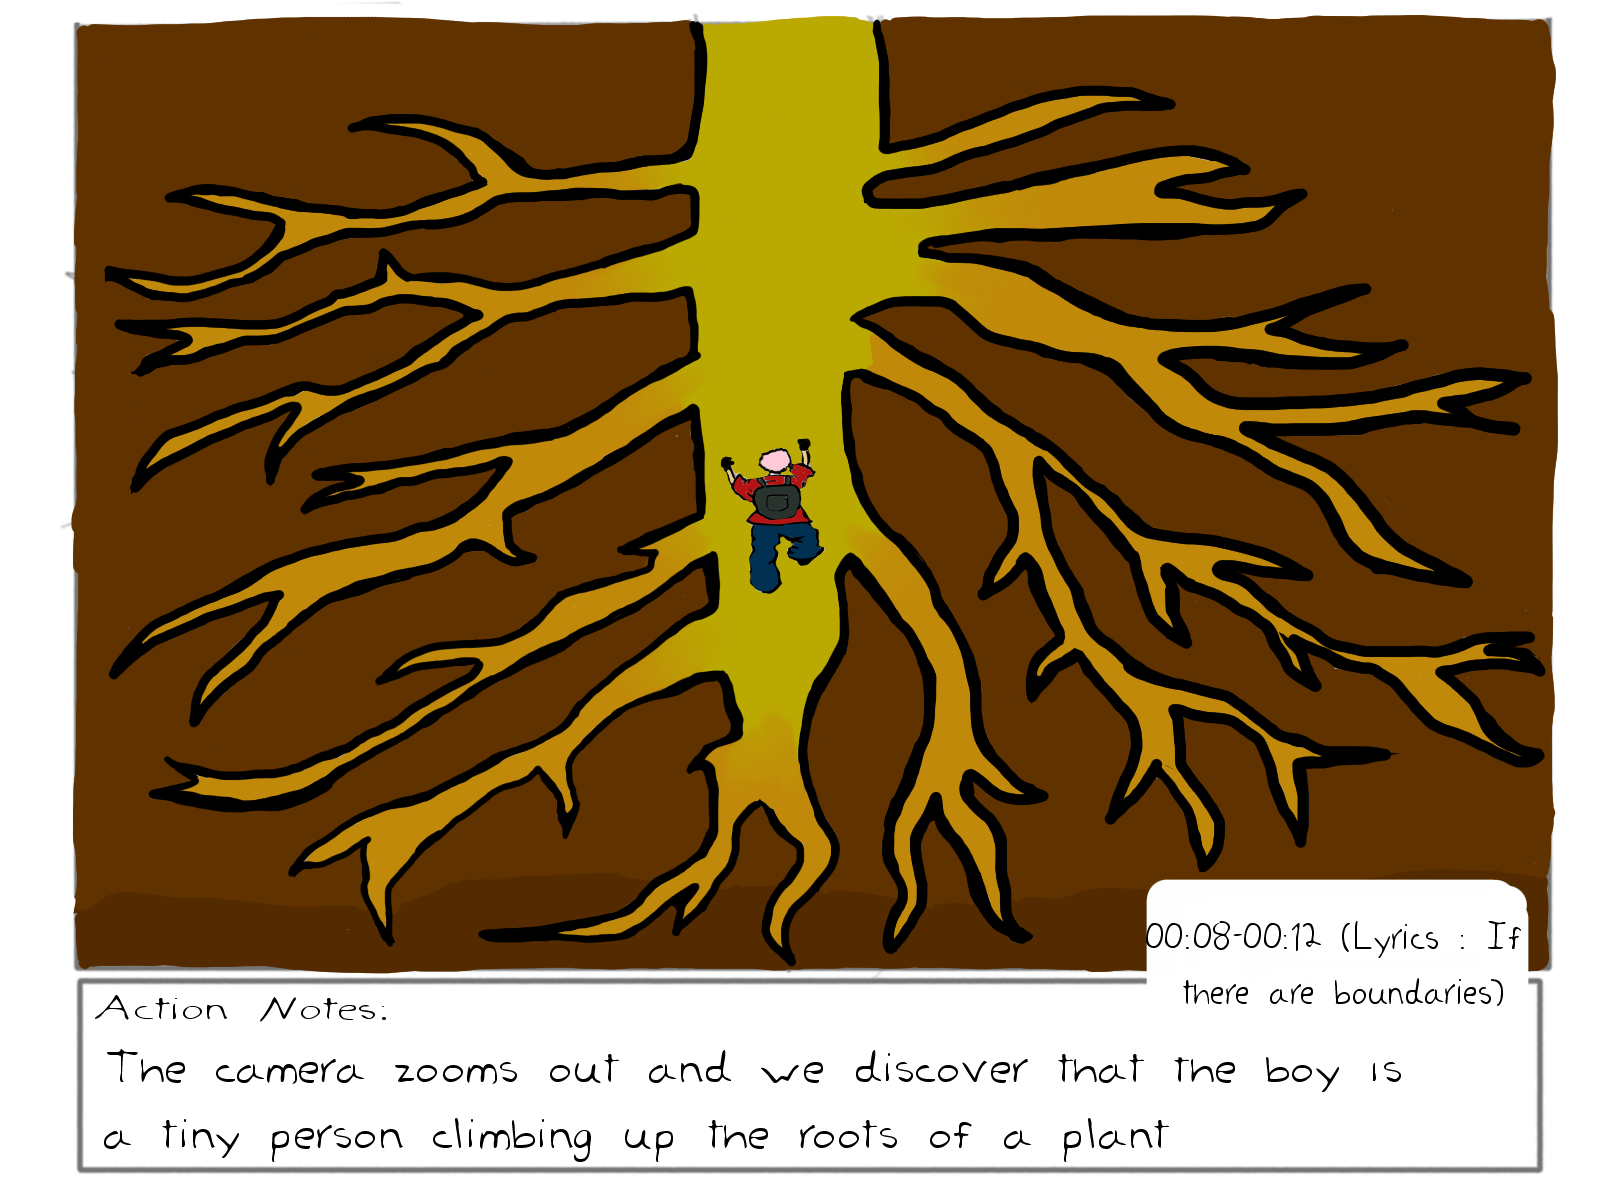 00:08-00:12 (Lyrics : If
there are boundaries)
Action Notes:
The camera zooms out and we discover that the boy is
a tiny person climbing up the roots of a plant